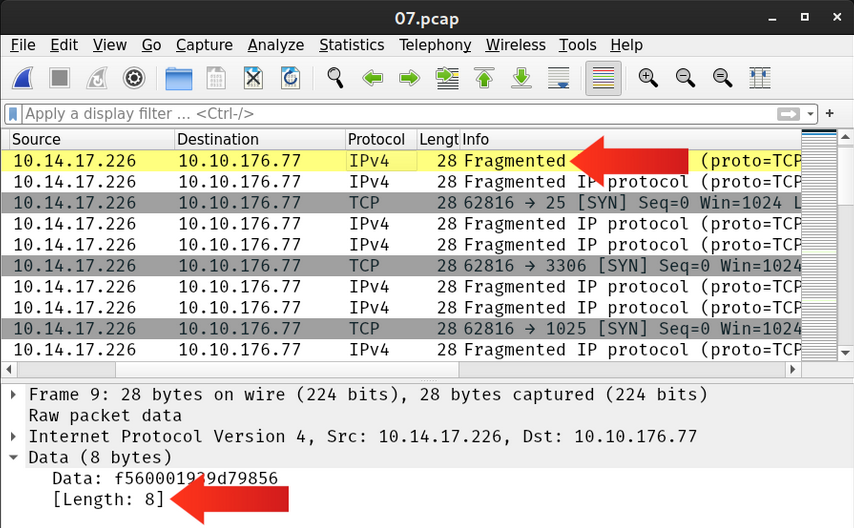 07.pcap
File Edit View Go Capture Analyze Statistics Telephony Wireless Tools Help
Apply a display filter ... <Ctrl-/>
Source Destination Protocol Lengt Info
10.14.17.226 10.10.176.77 IPv4 28 Fragmented (proto=TCP
10.14.17.226 10.10.176.77 IPv4 28 Fragmented IP protocol (proto=TCP
10.14.17.226 10.10.176.77 TCP 28 62816 → 25 [SYN] Seq=0 Win=1024 L
10.14.17.226 10.10.176.77 IPv4 28 Fragmented IP protocol (proto=TCP
10.14.17.226 10.10.176.77 IPv4 28 Fragmented IP protocol (proto=TCP
10.14.17.226 10.10.176.77 TCP 28 62816 → 3306 [SYN] Seq=0 Win=1024
10.14.17.226 10.10.176.77 IPv4 28 Fragmented IP protocol (proto=TCP
10.14.17.226 10.10.176.77 IPv4 28 Fragmented IP protocol (proto=TCP
10.14.17.226 10.10.176.77 TCP 28 62816 → 1025 [SYN] Seq=0 Win=1024
10.14.17.226 10.10.176.77 IPv4 28 Fragmented IP protocol (proto=TCP
Frame 9: 28 bytes on wire (224 bits), 28 bytes captured (224 bits)
Raw packet data
Internet Protocol Version 4, Src: 10.14.17.226, Dst: 10.10.176.77
Data (8 bytes)
Data:
[Length: 8]